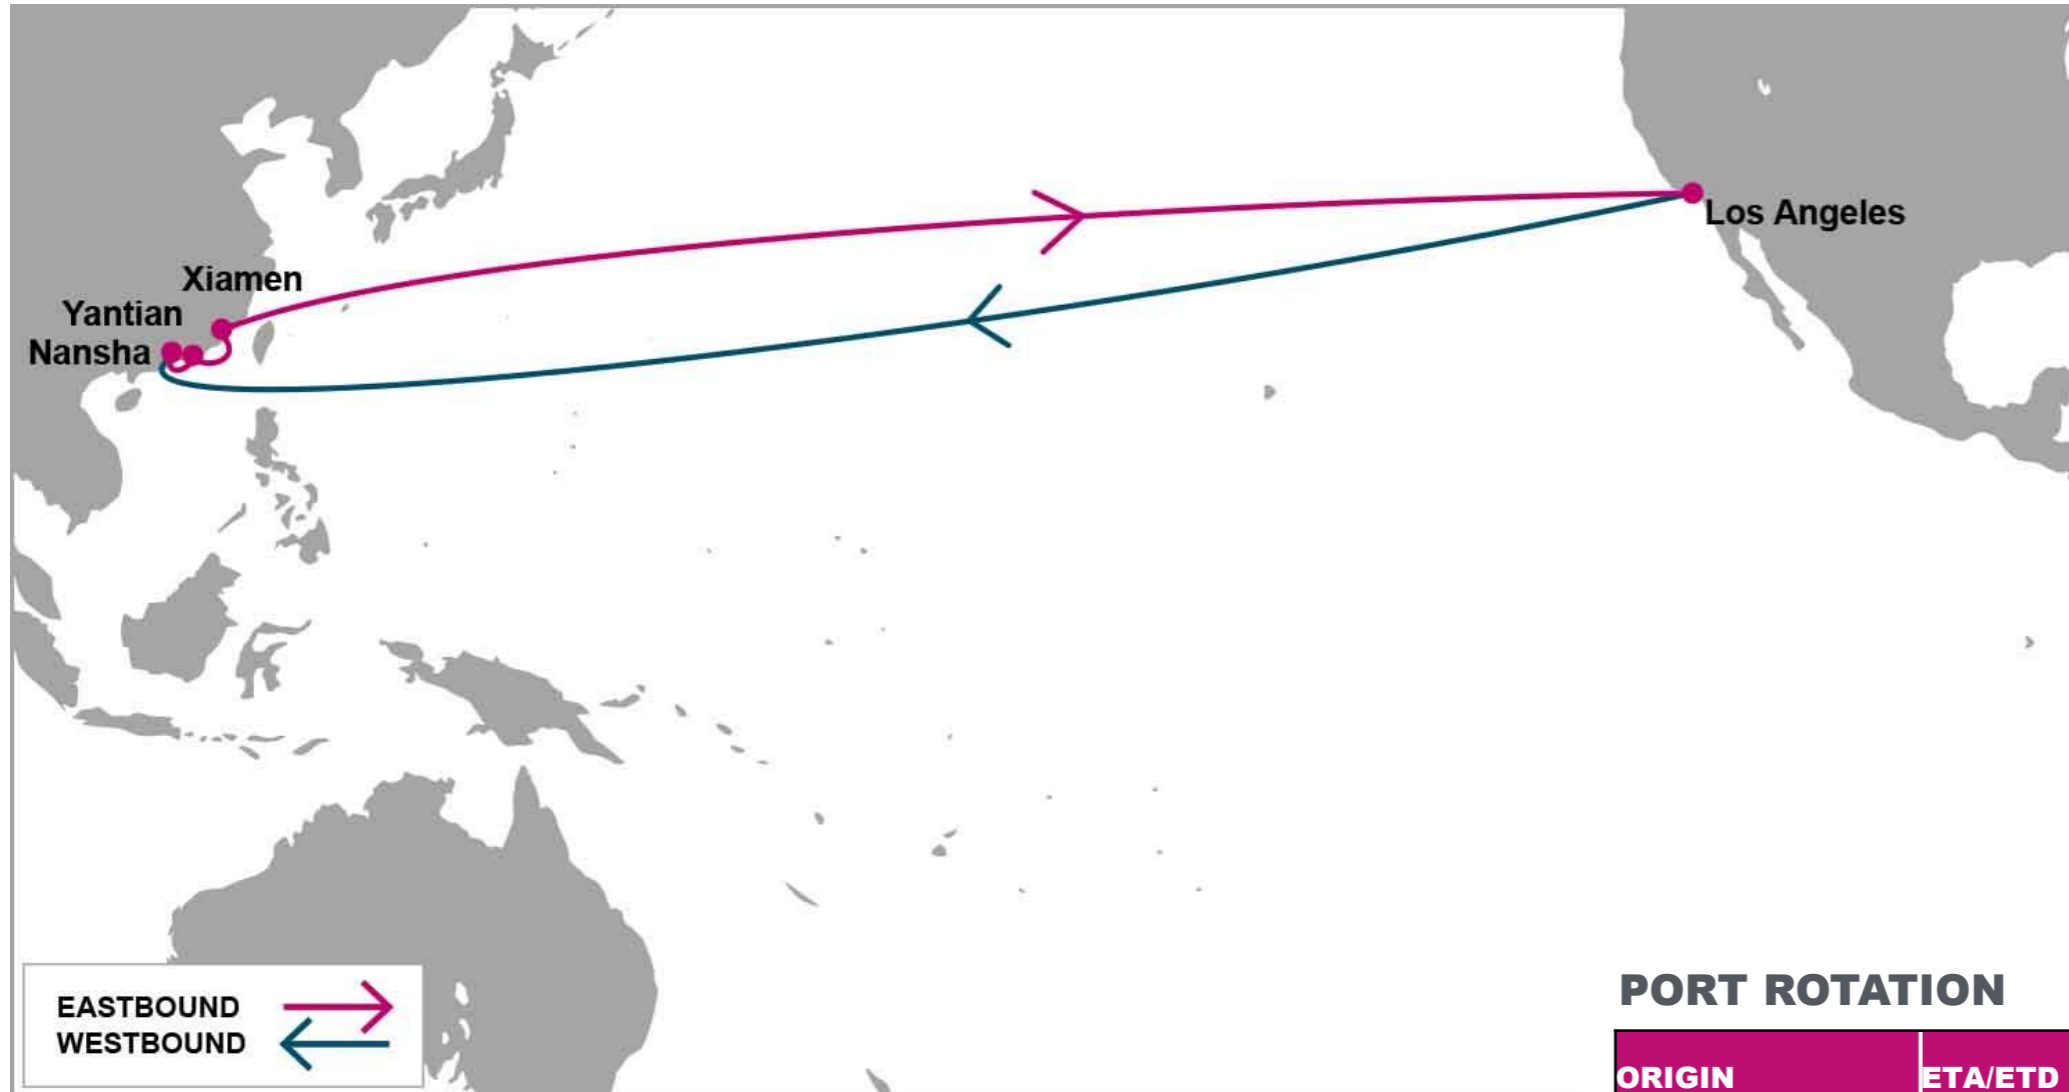 Los Angeles
Xiamen
Yantian
Nansha
EASTBOUND
WESTBOUND
PORT ROTATION
ORIGIN ETA/ETD